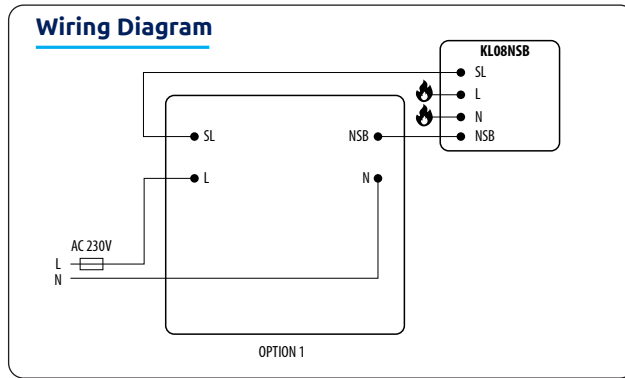 Wiring Diagram
KL08NSB
SL
L
N
NSB
SL
NSB
L
N
AC 230V
L
N
OPTION 1